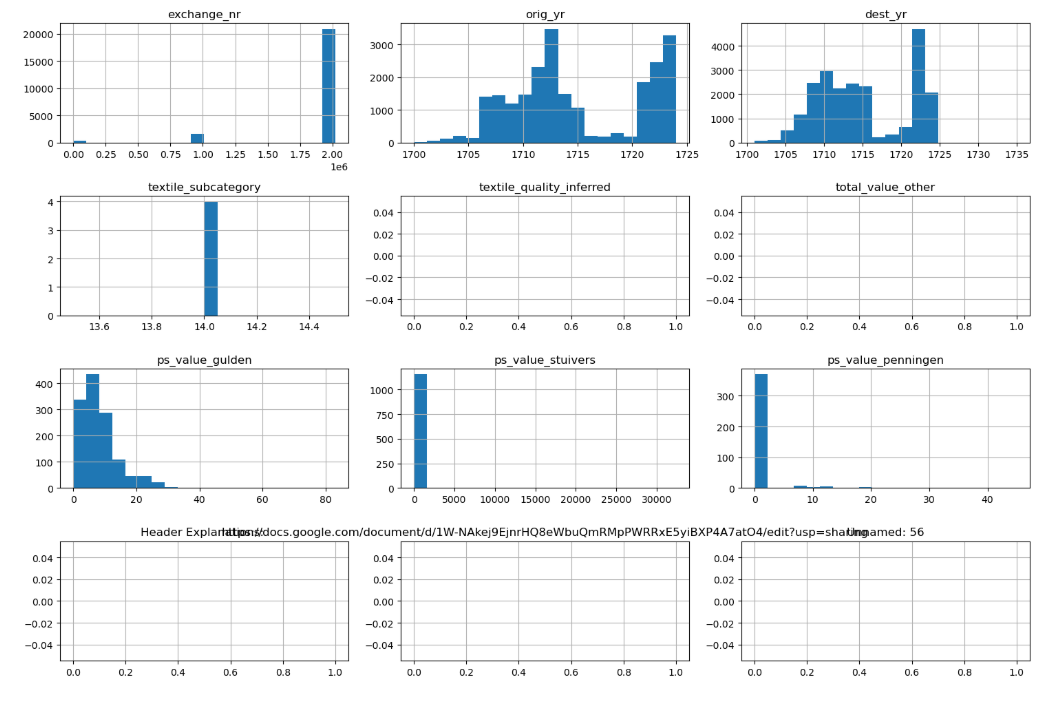 exchange_nr
20000
15000
10000
5000
0
0.00 0.25 0.50 0.75 1.00 1.25 1.50 1.75 2.00
1e6
orig_yr
3000
2000
1000
0
1700 1705 1710 1715 1720 1725
dest_yr
4000
3000
2000
1000
0
1700 1705 1710 1715 1720 1725 1730 1735
textile_subcategory
4
3
2
1
0
13.6 13.8 14.0 14.2 14.4
textile_quality_inferred
0.04
0.02
0.00
−0.02
−0.04
0.0 0.2 0.4 0.6 0.8 1.0
total_value_other
0.04
0.02
0.00
−0.02
−0.04
0.0 0.2 0.4 0.6 0.8 1.0
ps_value_gulden
400
300
200
100
0
0 20 40 60 80
ps_value_stuivers
1000
750
500
250
0
0 5000 10000 15000 20000 25000 30000
ps_value_penningen
300
200
100
0
0 10 20 30 40
Header Explanations:
0.04
0.02
0.00
−0.02
−0.04
0.0 0.2 0.4 0.6 0.8 1.0
https://docs.google.com/document/d/1W-NAkej9EjnrHQ8eWbuQmRMpPWRRxE5yiBXP4A7atO4/edit?usp=sharing
0.04
0.02
0.00
−0.02
−0.04
0.0 0.2 0.4 0.6 0.8 1.0
Unnamed: 56
0.04
0.02
0.00
−0.02
−0.04
0.0 0.2 0.4 0.6 0.8 1.0